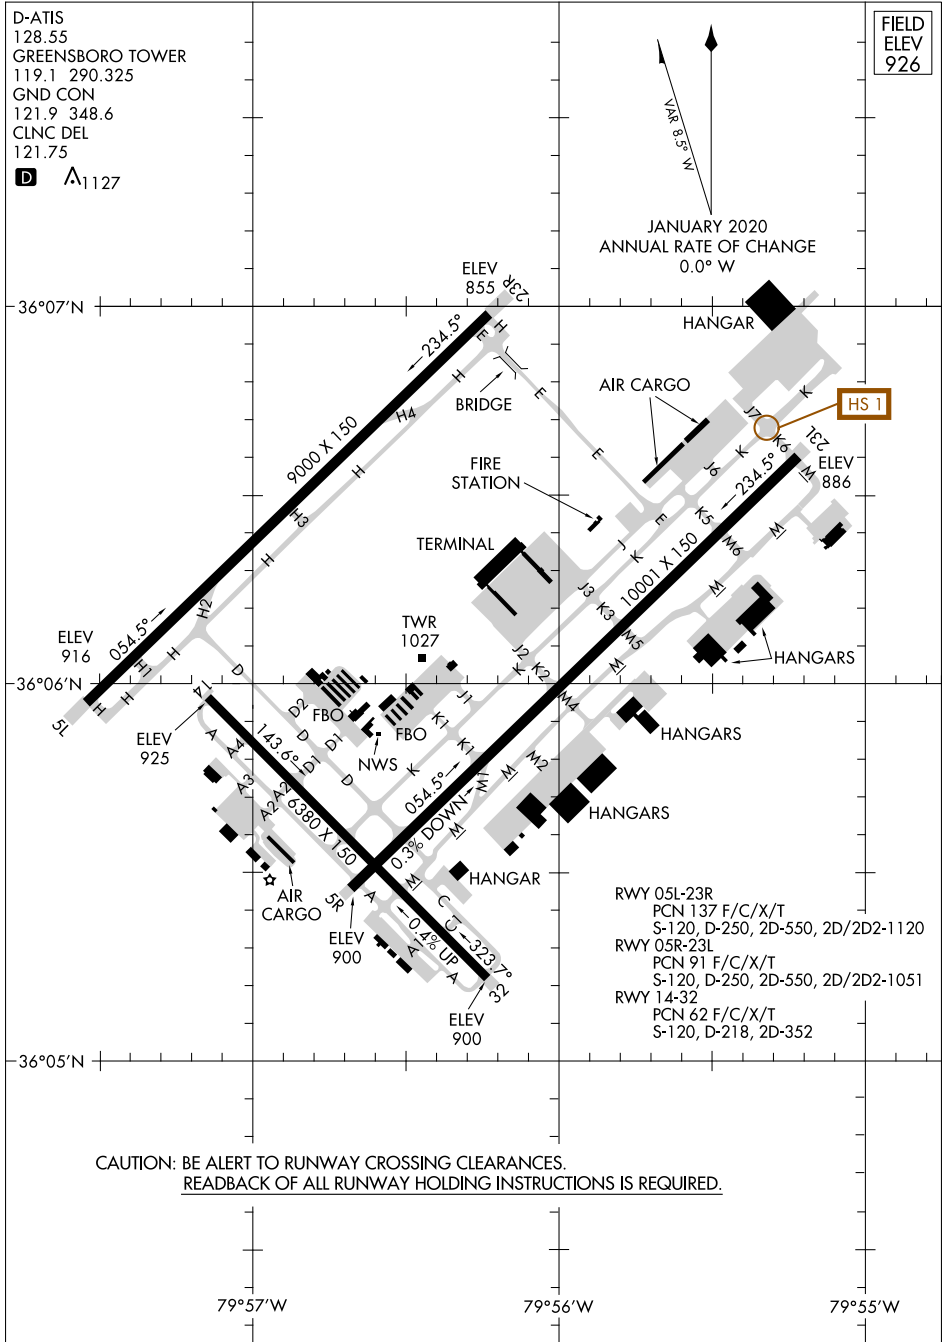 D-ATIS
128.55
GREENSBORO TOWER
119.1 290.325
GND CON
121.9 348.6
CLNC DEL
121.75
D 1127
FIELD
ELEV
926
VAR 8.5° W
JANUARY 2020
ANNUAL RATE OF CHANGE
0.0° W
36°07'N
ELEV
855
23R
H
E
234.5°
HANGAR
BRIDGE
H
E
H4
9000 X 150
H
AIR CARGO
HS 1
J7
K
K6
K
23L
J6
234.5°
ELEV
886
M
FIRE
STATION
E
H3
E
K5
M6
M
J
K
H
TERMINAL
10001 X 150
M
J3
K3
M5
M
H2
054.5°
TWR
1027
J2
K
K2
HANGARS
ELEV
916
H1
H
H
H
5L
D
36°06'N
14
D2
FBO
D
D1
D1
D
FBO
J1
K1
K1
K
NWS
M4
M2
M
M1
M
HANGARS
HANGARS
ELEV
925
A
A4
A3
143.6°
A2
A2
6380 X 150
054.5°
0.3% DOWN
AIR
CARGO
HANGAR
5R
ELEV
900
A
M
C
C
0.4% UP
A1
A
323.7°
32
ELEV
900
RWY 05L-23R
PCN 137 F/C/X/T
S-120, D-250, 2D-550, 2D/2D2-1120
RWY 05R-23L
PCN 91 F/C/X/T
S-120, D-250, 2D-550, 2D/2D2-1051
RWY 14-32
PCN 62 F/C/X/T
S-120, D-218, 2D-352
36°05'N
CAUTION: BE ALERT TO RUNWAY CROSSING CLEARANCES.
READBACK OF ALL RUNWAY HOLDING INSTRUCTIONS IS REQUIRED.
79°57'W
79°56'W
79°55'W